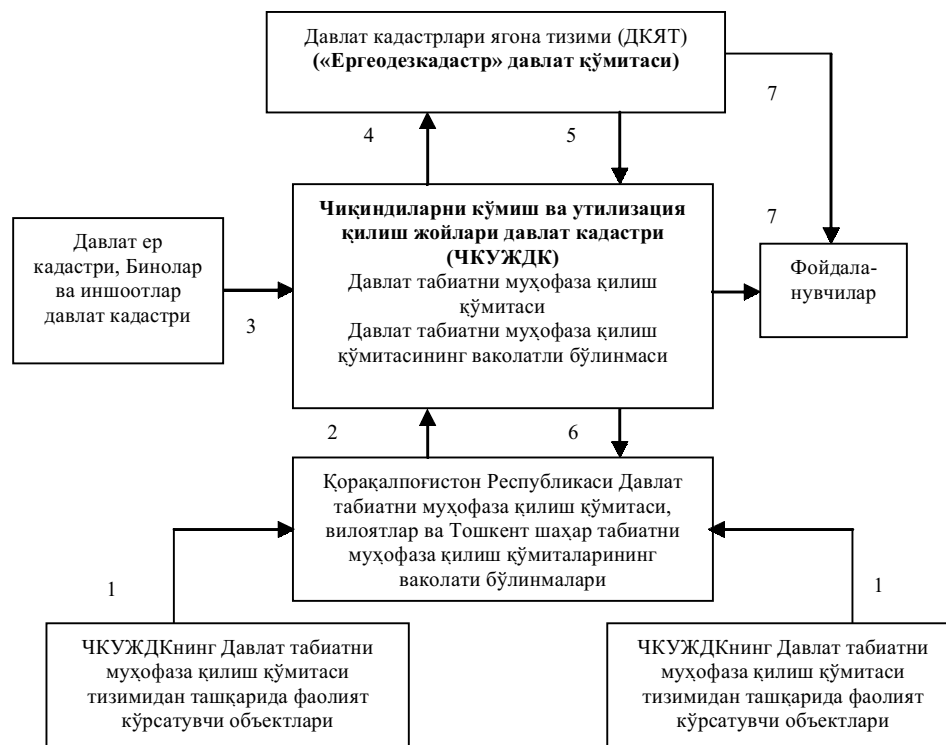 Давлат кадастрлари ягона тизими (ДКЯТ)
(«Ергеодезкадастр» давлат қўмитаси)
7
4
5
Чиқиндиларни кўмиш ва утилизация
қилиш жойлари давлат кадастри
(ЧКУЖДК)
Давлат табиатни муҳофаза қилиш
қўмитаси
Давлат табиатни муҳофаза қилиш
қўмитасининг ваколатли бўлинмаси
7
Давлат ер
кадастри, Бинолар
ва иншоотлар
давлат кадастри
3
Фойдала-
нувчилар
2
6
Қорақалпоғистон Республикаси Давлат
табиатни муҳофаза қилиш қўмитаси,
вилоятлар ва Тошкент шаҳар табиатни
муҳофаза қилиш қўмиталарининг
ваколати бўлинмалари
1
1
ЧКУЖДКнинг Давлат табиатни
муҳофаза қилиш қўмитаси
тизимидан ташқарида фаолият
кўрсатувчи объектлари
ЧКУЖДКнинг Давлат табиатни
муҳофаза қилиш қўмитаси
тизимидан ташқарида фаолият
кўрсатувчи объектлари